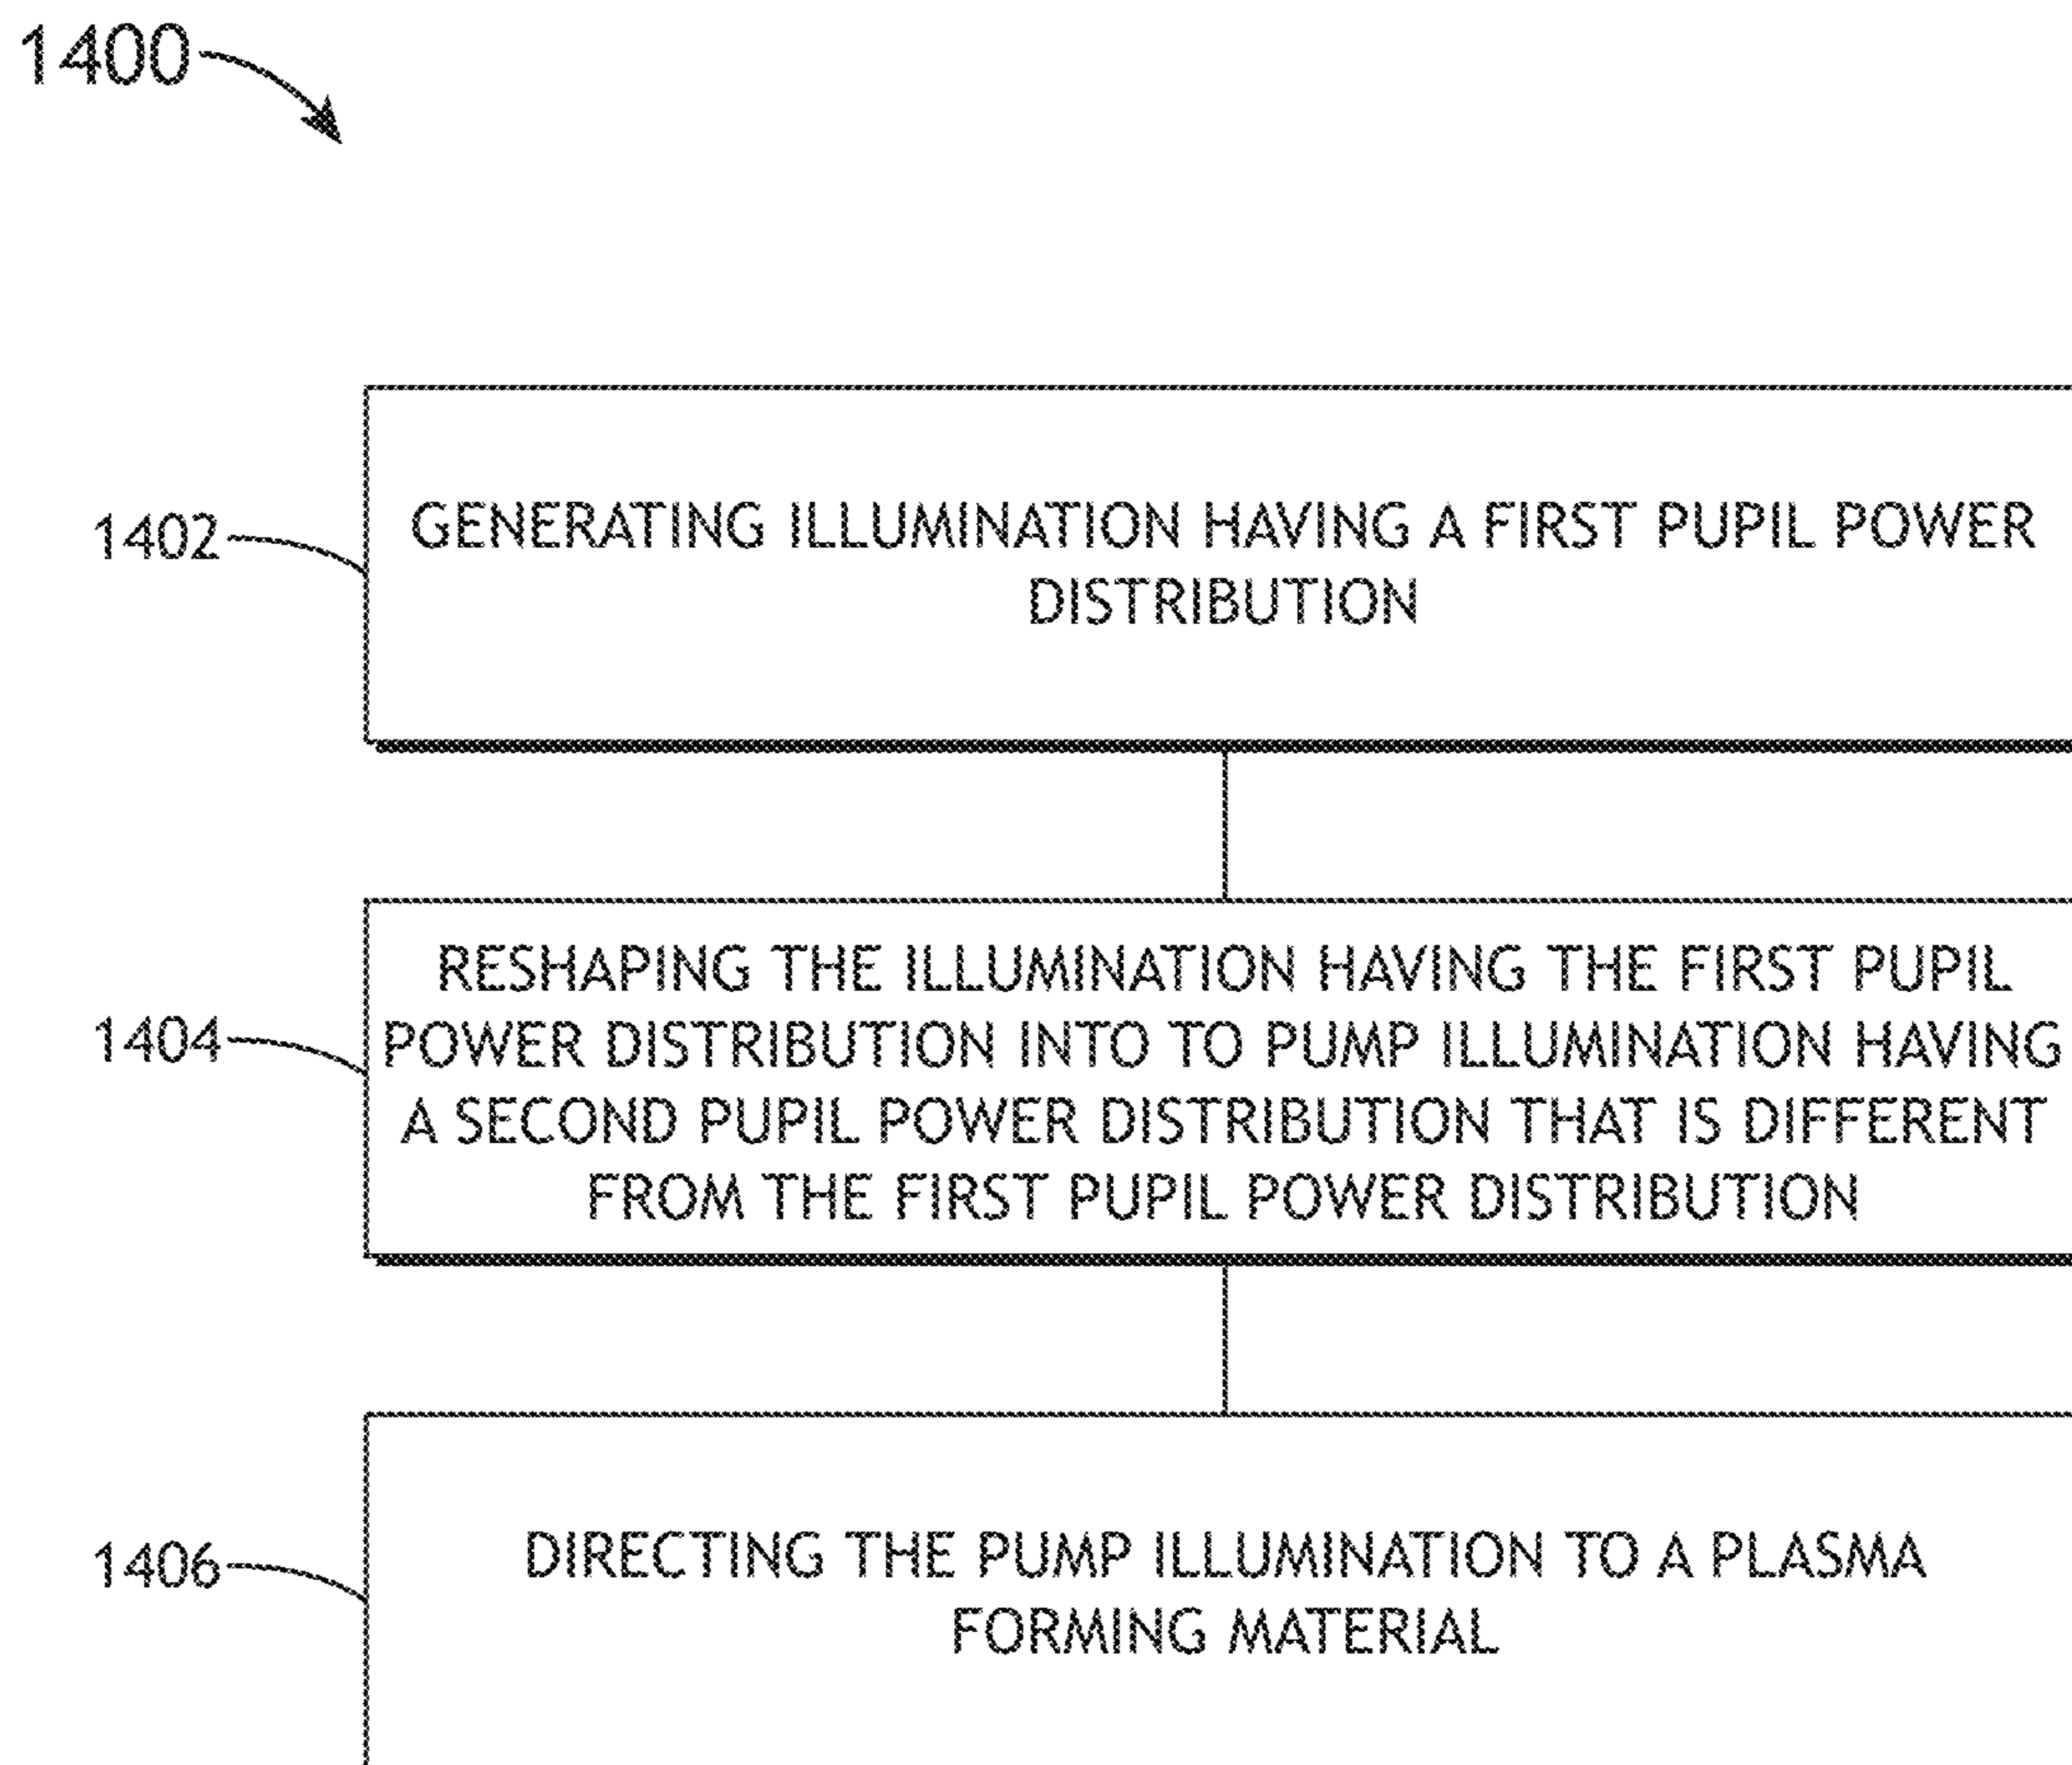 1400
1402
GENERATING ILLUMINATION HAVING A FIRST PUPIL POWER
DISTRIBUTION
1404
RESHAPING THE ILLUMINATION HAVING THE FIRST PUPIL
POWER DISTRIBUTION INTO TO PUMP ILLUMINATION HAVING
A SECOND PUPIL POWER DISTRIBUTION THAT IS DIFFERENT
FROM THE FIRST PUPIL POWER DISTRIBUTION
1406
DIRECTING THE PUMP ILLUMINATION TO A PLASMA
FORMING MATERIAL